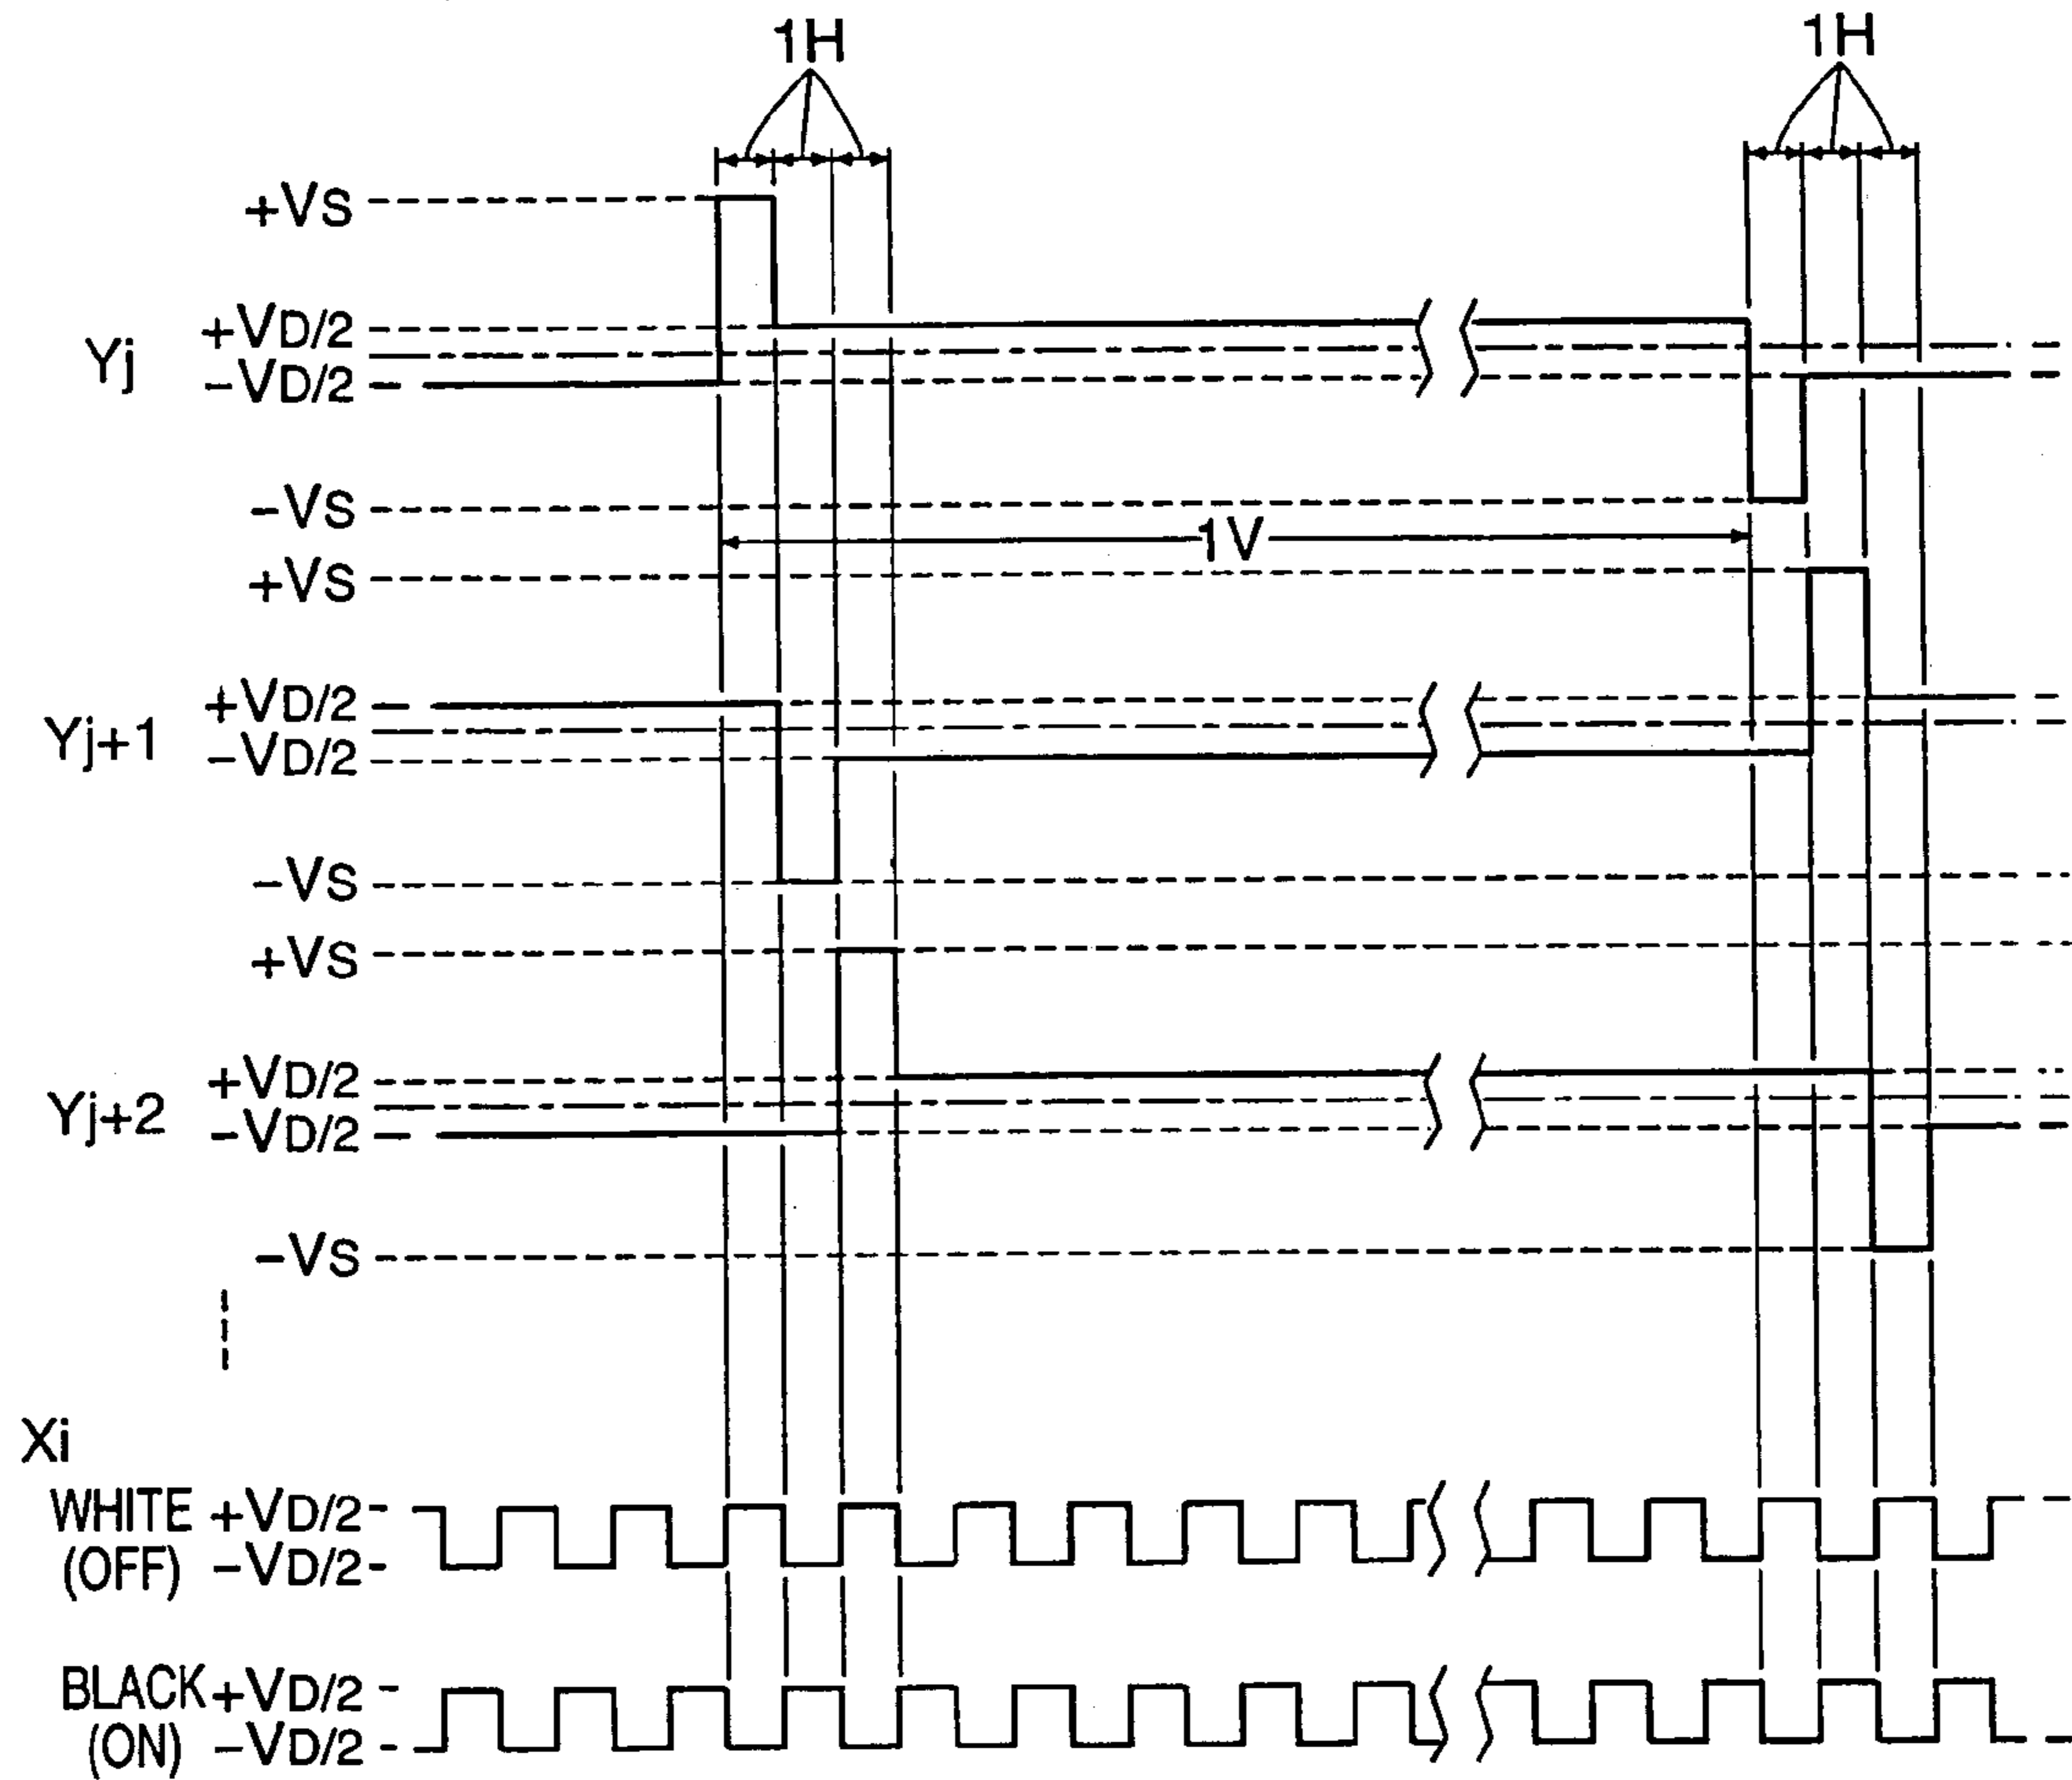 1H 1H
+VS
+VD/2
Yj
−VD/2
−VS
1V
+VS
+VD/2
Yj+1
−VD/2
−VS
+VS
+VD/2
Yj+2
−VD/2
−VS
Xi
WHITE +VD/2
(OFF) −VD/2
BLACK +VD/2
(ON) −VD/2